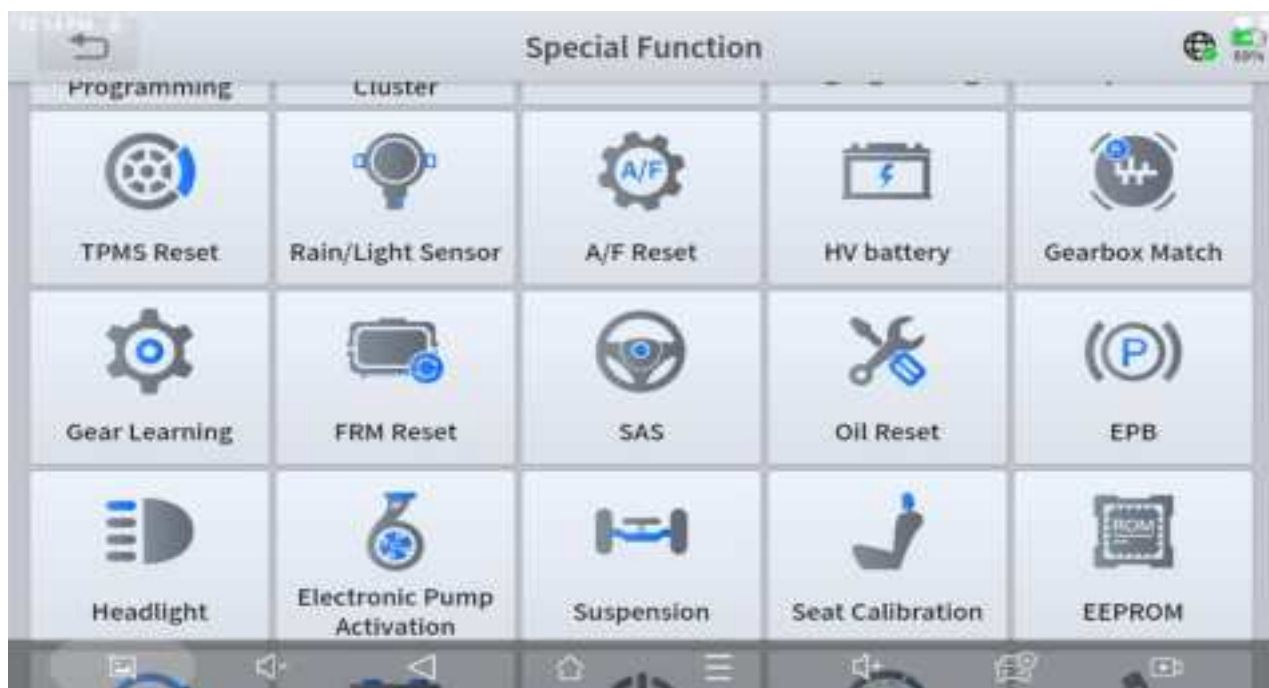 Special Function
Programming Cluster
A/F
TPMS Reset Rain/Light Sensor A/F Reset HV battery Gearbox Match
P
Gear Learning FRM Reset SAS Oil Reset EPB
ROM
Headlight Electronic Pump Activation Suspension Seat Calibration EEPROM